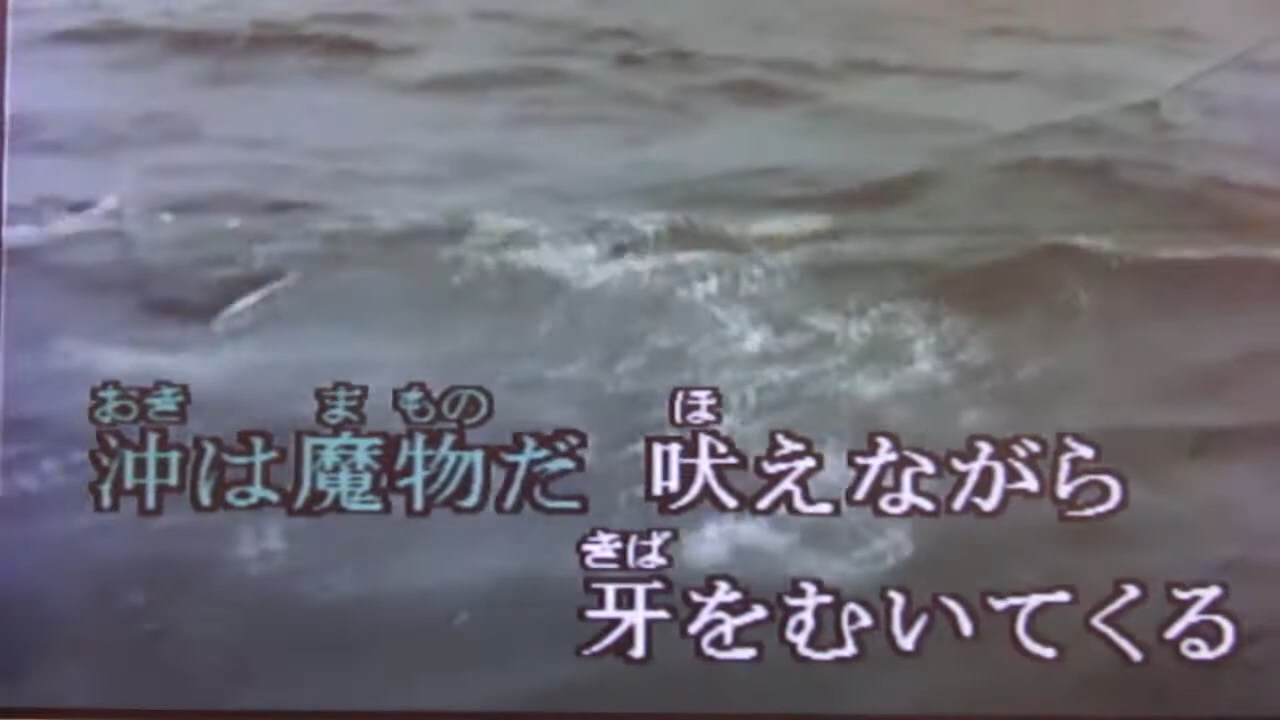 おき ま もの ほ
沖は魔物だ 吠えながら
きば
牙をむいてくる